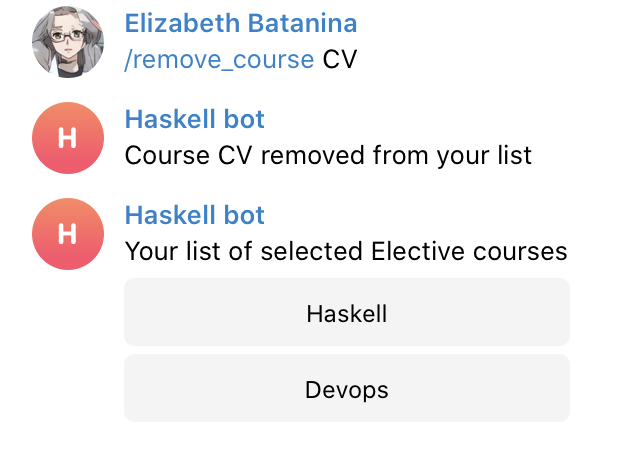 Elizabeth Batanina
/remove_course CV
H
Haskell bot
Course CV removed from your list
H
Haskell bot
Your list of selected Elective courses
Haskell
Devops